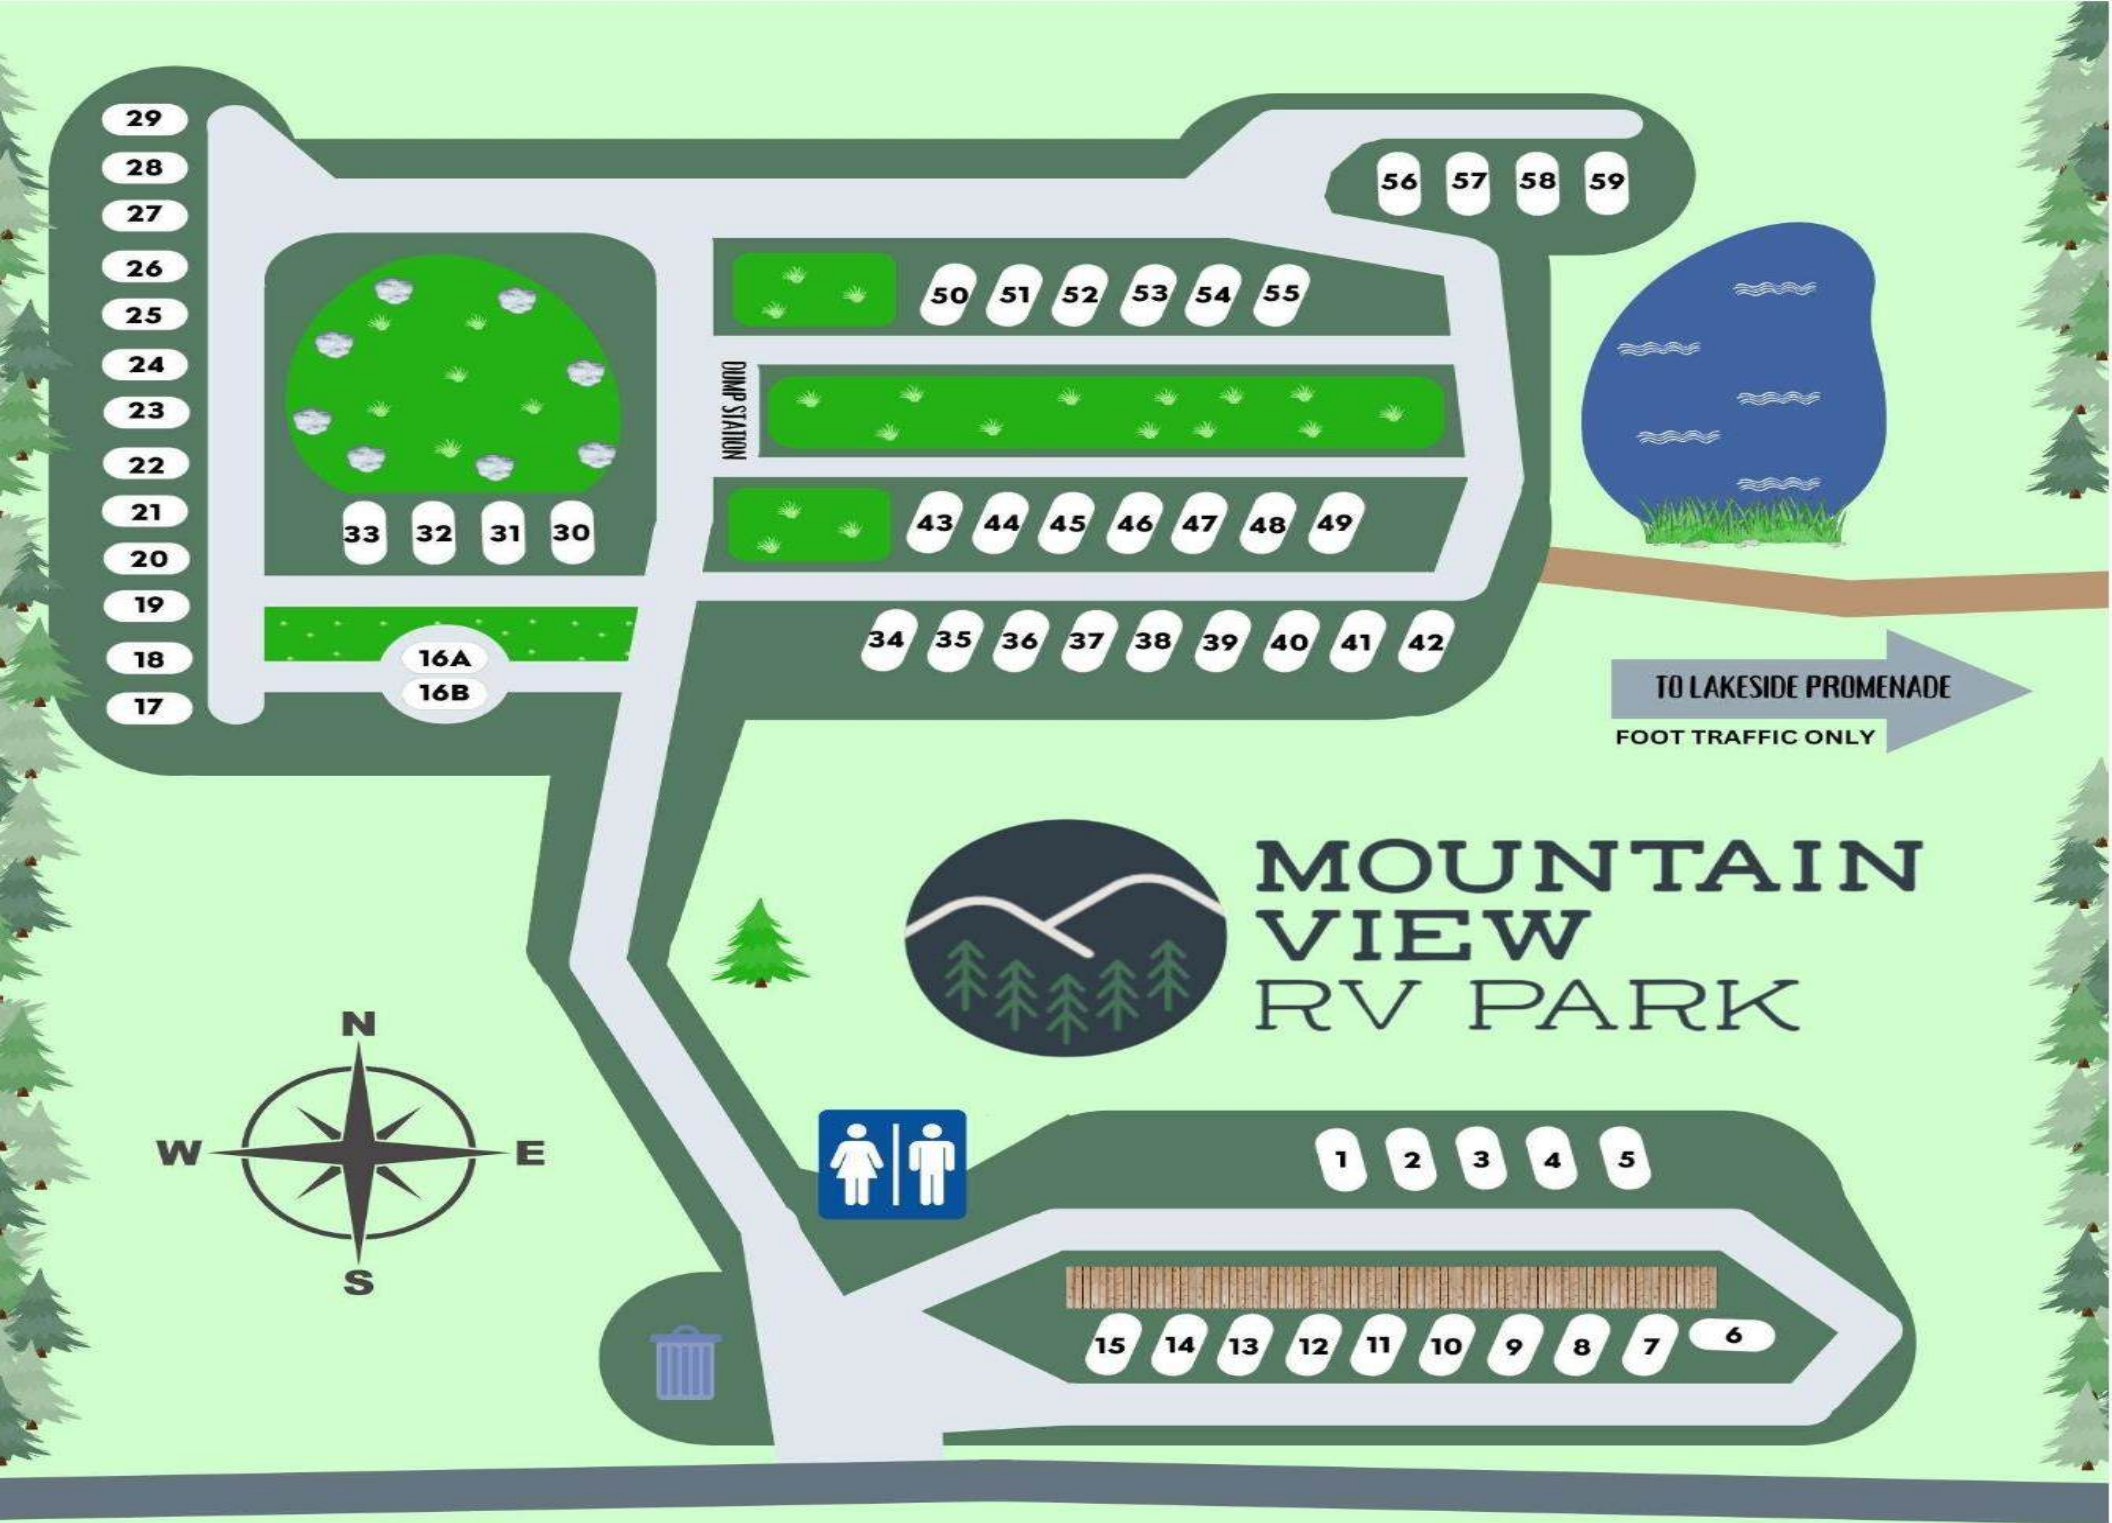 29
28
27
26
25
24
23
22
21
20
19
18
17
56 57 58 59
50 51 52 53 54 55
DUMP STATION
33 32 31 30
43 44 45 46 47 48 49
16A
16B
34 35 36 37 38 39 40 41 42
TO LAKESIDE PROMENADE
FOOT TRAFFIC ONLY
MOUNTAIN
VIEW
RV PARK
N
W E
S
1 2 3 4 5
15 14 13 12 11 10 9 8 7 6